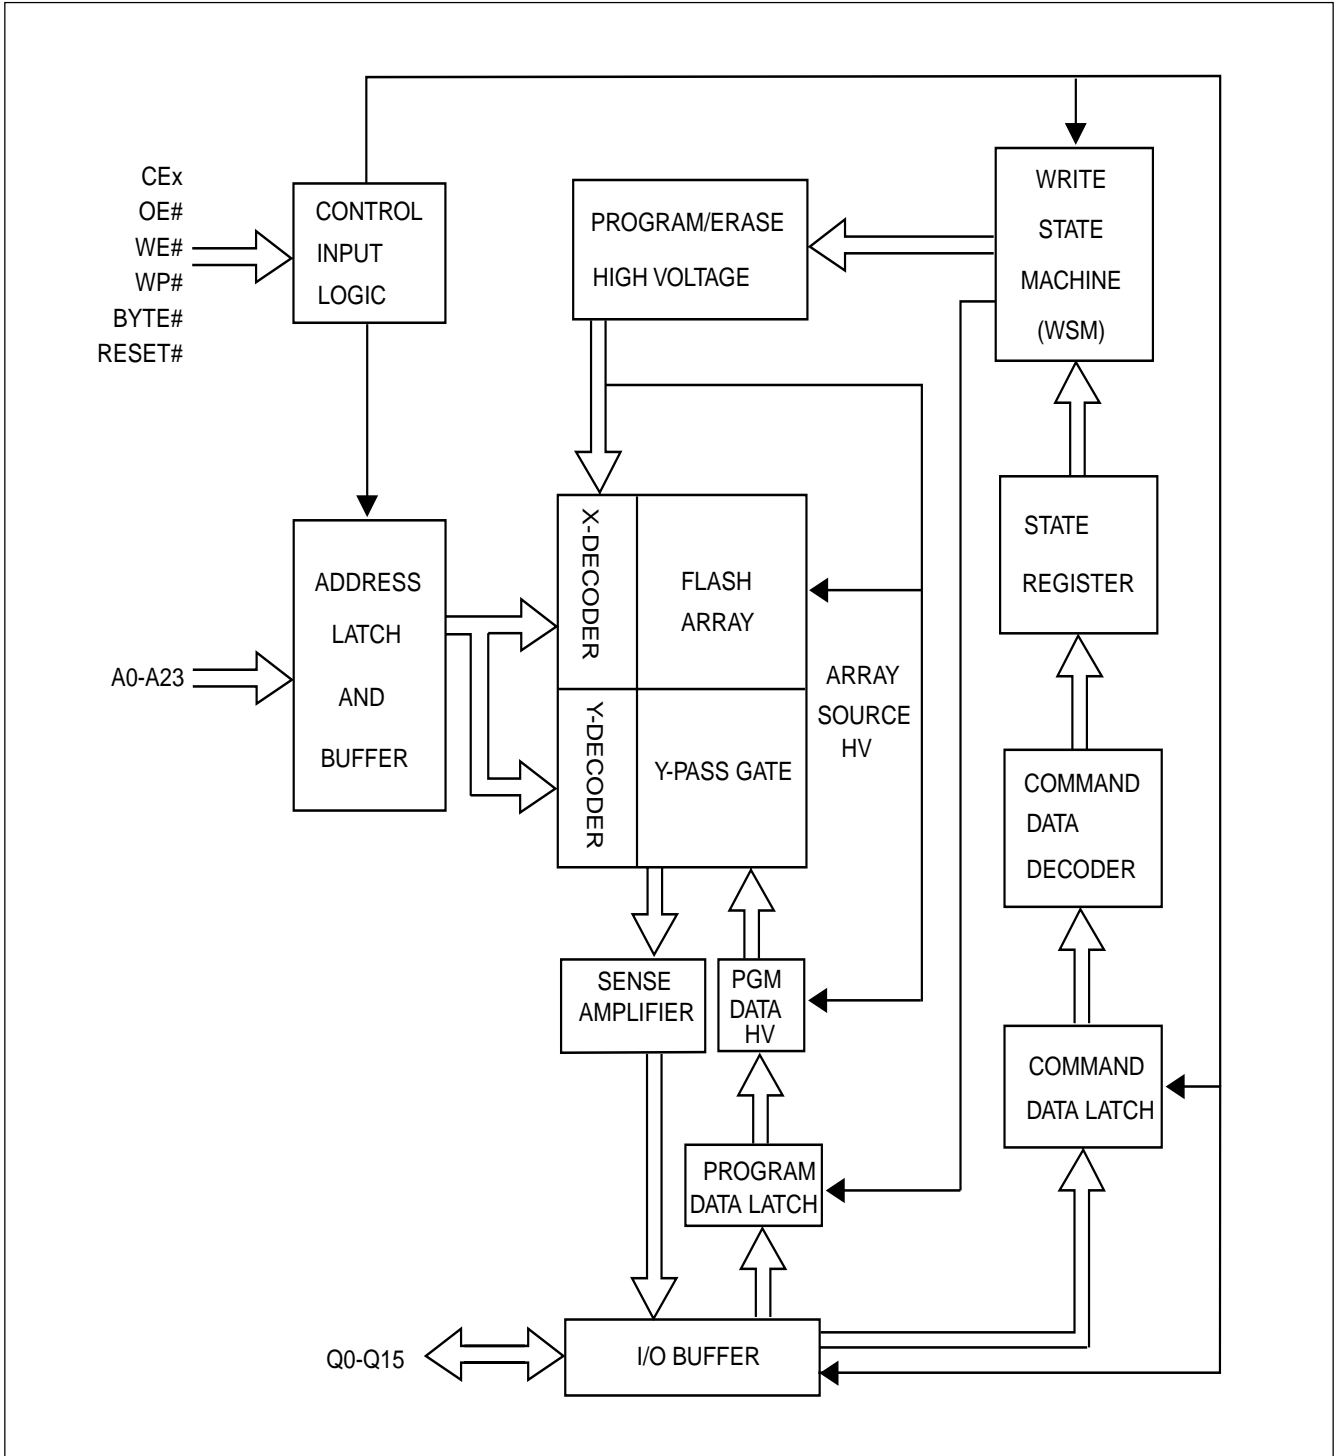 CEx
OE#
WE#
WP#
BYTE#
RESET#
CONTROL
INPUT
LOGIC
PROGRAM/ERASE
HIGH VOLTAGE
WRITE
STATE
MACHINE
(WSM)
STATE
REGISTER
ADDRESS
LATCH
AND
BUFFER
A0-A23
X-DECODER
FLASH
ARRAY
Y-DECODER
Y-PASS GATE
ARRAY
SOURCE
HV
COMMAND
DATA
DECODER
SENSE
AMPLIFIER
PGM
DATA
HV
COMMAND
DATA LATCH
PROGRAM
DATA LATCH
Q0-Q15
I/O BUFFER